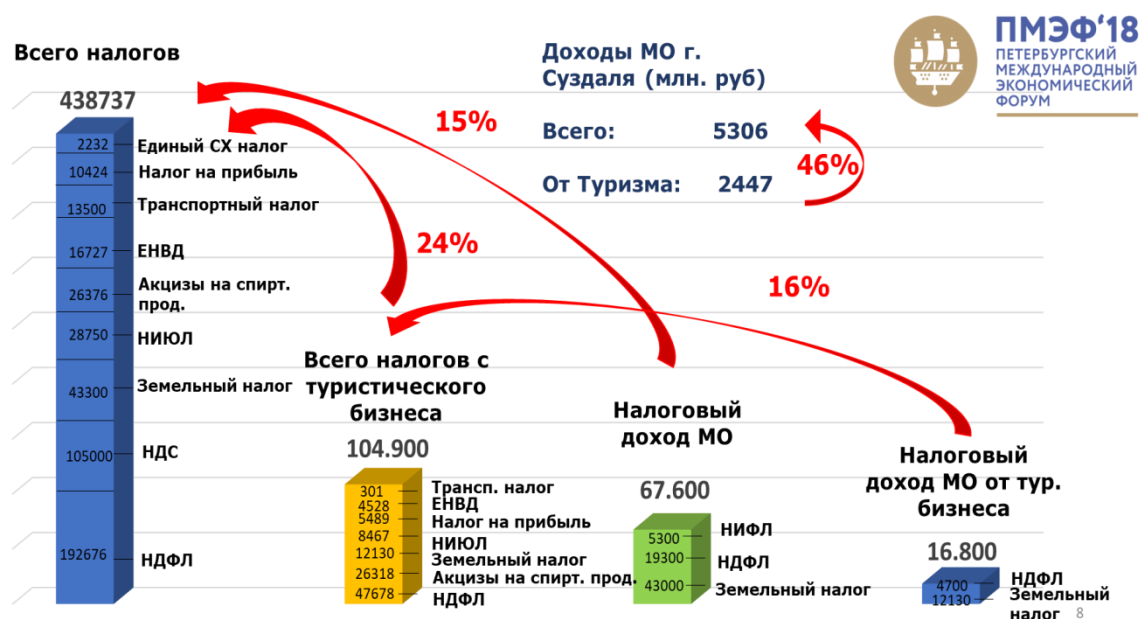 ПМЭФ'18
ПЕТЕРБУРГСКИЙ
МЕЖДУНАРОДНЫЙ
ЭКОНОМИЧЕСКИЙ
ФОРУМ
Всего налогов
438737
2232 Единый СХ налог
10424 Налог на прибыль
13500 Транспортный налог
16727 ЕНВД
26376 Акцизы на спирт.
прод.
28750 НИЮЛ
43300 Земельный налог
105000 НДС
192676 НДФЛ
Доходы МО г.
Суздаля (млн. руб)
Всего: 5306
От Туризма: 2447
46%
15%
24%
16%
Всего налогов с
туристического
бизнеса
104.900
301 Трансп. налог
4528 ЕНВД
5489 Налог на прибыль
8467 НИЮЛ
12130 Земельный налог
26318 Акцизы на спирт. прод.
47678 НДФЛ
Налоговый
доход МО
67.600
5300 НИФЛ
19300 НДФЛ
43000 Земельный налог
Налоговый
доход МО от тур.
бизнеса
16.800
4700 НДФЛ
12130 Земельный
налог
8